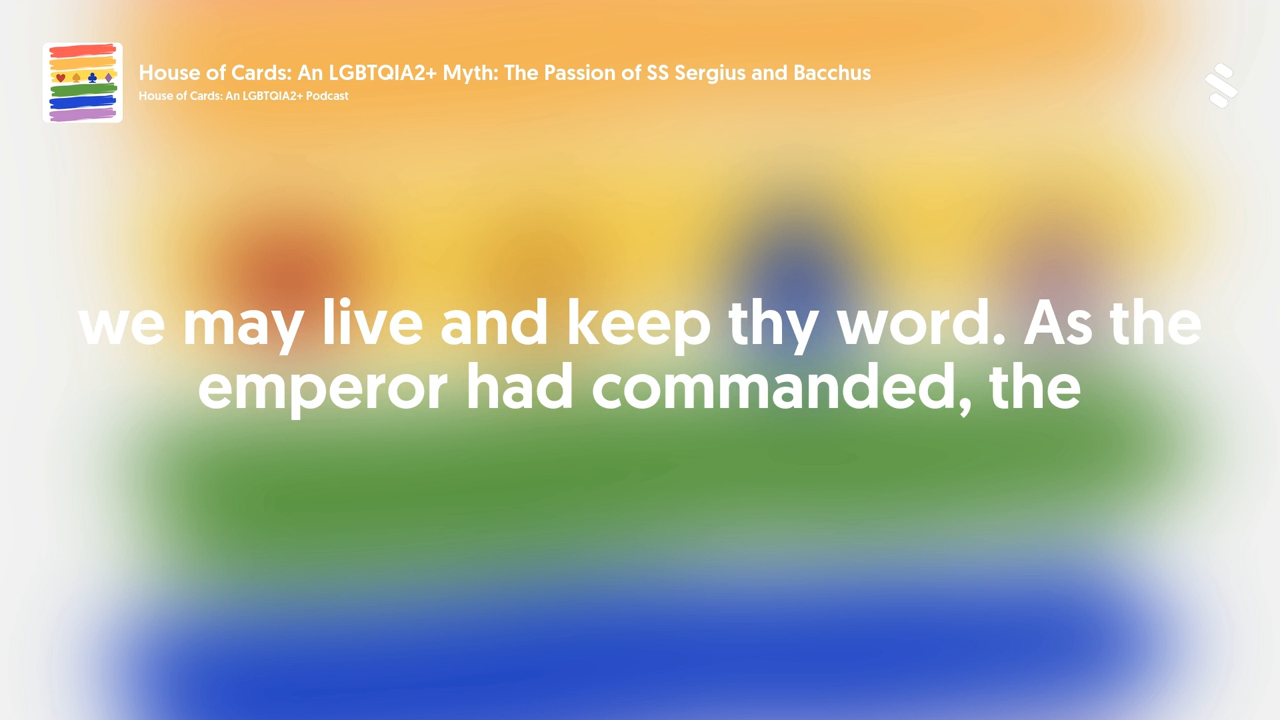 House of Cards: An LGBTQIA2+ Myth: The Passion of SS Sergius and Bacchus
House of Cards: An LGBTQIA2+ Podcast
we may live and keep thy word. As the
emperor had commanded, the